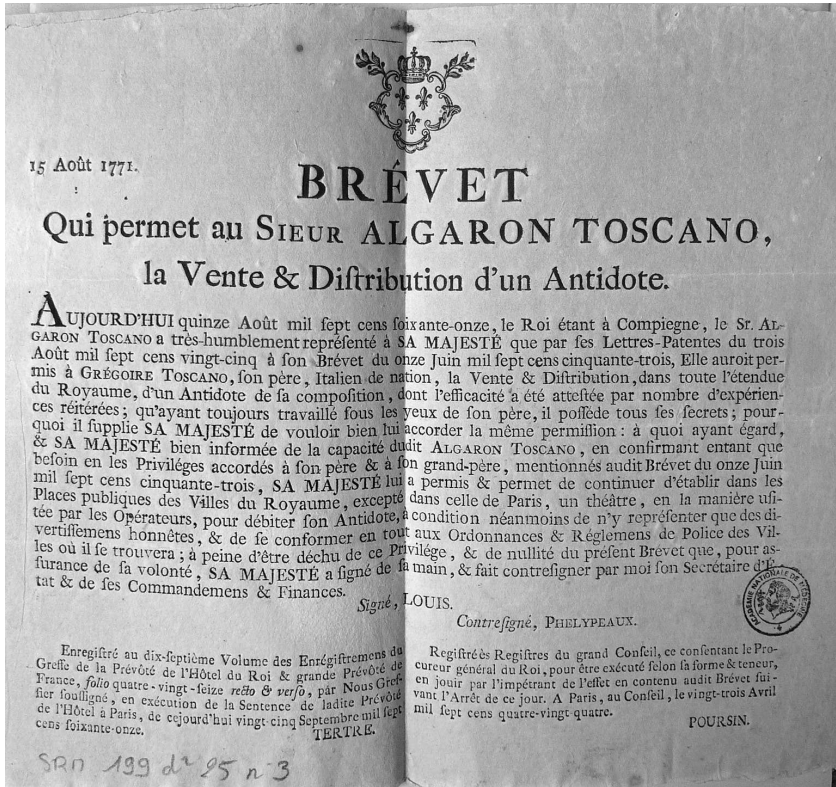 15 Août 1771.
BRÉVET
Qui permet au SIEUR ALGARON TOSCANO,
la Vente & Diſtribution d'un Antidote.
AUJOURD'HUI quinze Août mil ſept cens ſoixante-onze, le Roi étant à Compiegne, le Sr. AL-
GARON TOSCANO a très-humblement repréſenté à SA MAJESTÉ que par ſes Lettres-Patentes du trois
Août mil ſept cens vingt-cinq & ſon Brévet du onze Juin mil ſept cens cinquante-trois, Elle auroit per-
mis à GRÉGOIRE TOSCANO, ſon père, Italien de nation, la Vente & Diſtribution, dans toute l'étendue
du Royaume, d'un Antidote de ſa compoſition, dont l'efficacité a été atteſtée par nombre d'expérien-
ces réitérées; qu'ayant toujours travaillé ſous les yeux de ſon père, il poſſède tous ſes ſecrets; pour-
quoi il ſupplie SA MAJESTÉ de vouloir bien lui accorder la même permiſſion: à quoi ayant égard,
& SA MAJESTÉ bien informée de la capacité dudit ALGARON TOSCANO, en confirmant entant que
beſoin en les Priviléges accordés à ſon père & à ſon grand-père, mentionnés audit Brévet du onze Juin
mil ſept cens cinquante-trois, SA MAJESTÉ lui a permis & permet de continuer d'établir dans les
Places publiques des Villes du Royaume, excepté dans celle de Paris, un théâtre, en la manière uſi-
tée par les Opérateurs, pour débiter ſon Antidote, à condition néanmoins de n'y repréſenter que des di-
vertiſſemens honnêtes, & de ſe conformer en tout aux Ordonnances & Réglemens de Police des Vil-
les où il ſe trouvera; à peine d'être déchu de ce Privilége, & de nullité du préſent Brévet que, pour aſ-
ſurance de ſa volonté, SA MAJESTÉ a ſigné de ſa main, & fait contreſigner par moi ſon Secrétaire d'É-
tat & de ſes Commandemens & Finances.
Signé, LOUIS.
Contreſigné, PHELYPEAUX.
Enregiſtré au dix-ſeptième Volume des Enrégiſtremens du
Greffe de la Prévôté de l'Hôtel du Roi & grande Prévôté de
France, folio quatre-vingt-ſeize recto & verſo, par Nous Gref-
fier ſouſſigné, en exécution de la Sentence de ladite Prévôté
de l'Hôtel à Paris, de cejourd'hui vingt-cinq Septembre mil ſept
cens ſoixante-onze.
TERTRE.
Regiſtré ès Regiſtres du grand Conſeil, ce conſentant le Pro-
cureur général du Roi, pour être exécuté ſelon ſa forme & teneur,
en jouir par l'impétrant de l'effet en contenu audit Brévet ſui-
vant l'Arrêt de ce jour. A Paris, au Conſeil, le vingt-trois Avril
mil ſept cens quatre-vingt-quatre.
POURSIN.
ACADÉMIE NATIONALE DE MÉDECINE
SRM 199 dr 25 n°3